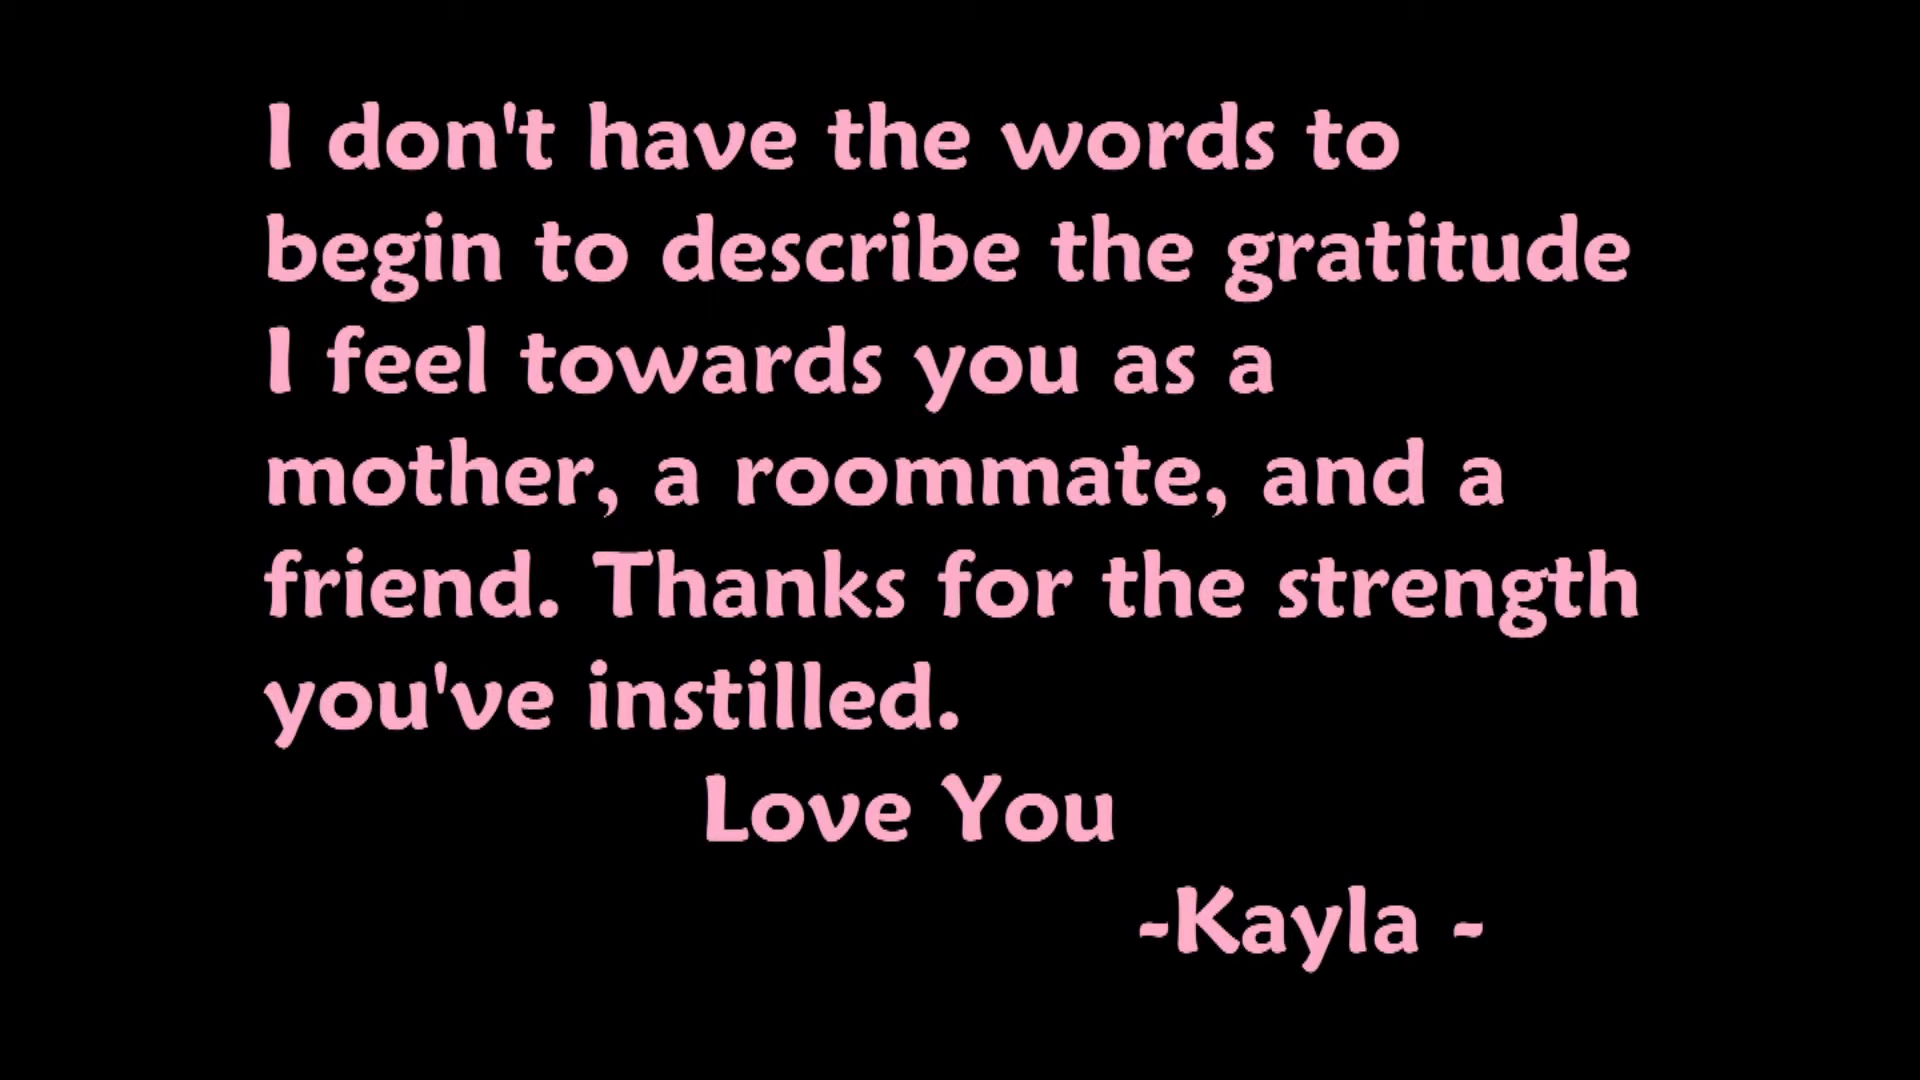 I don't have the words to
begin to describe the gratitude
I feel towards you as a
mother, a roommate, and a
friend. Thanks for the strength
you've instilled.
Love You
-Kayla -